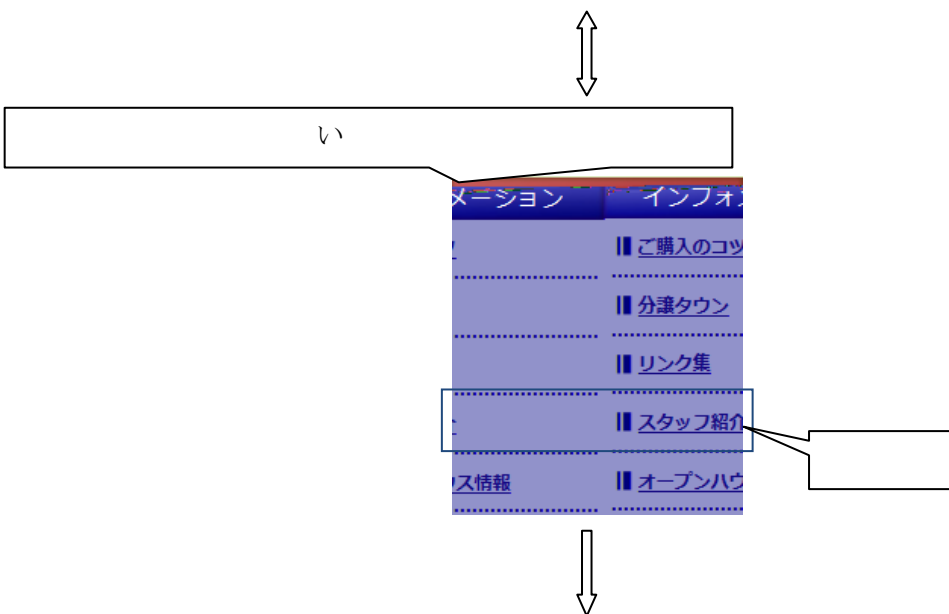 い
メーション インフォ
ご購入のコツ
分譲タウン
リンク集
スタッフ紹介
ス情報 オープンハウ